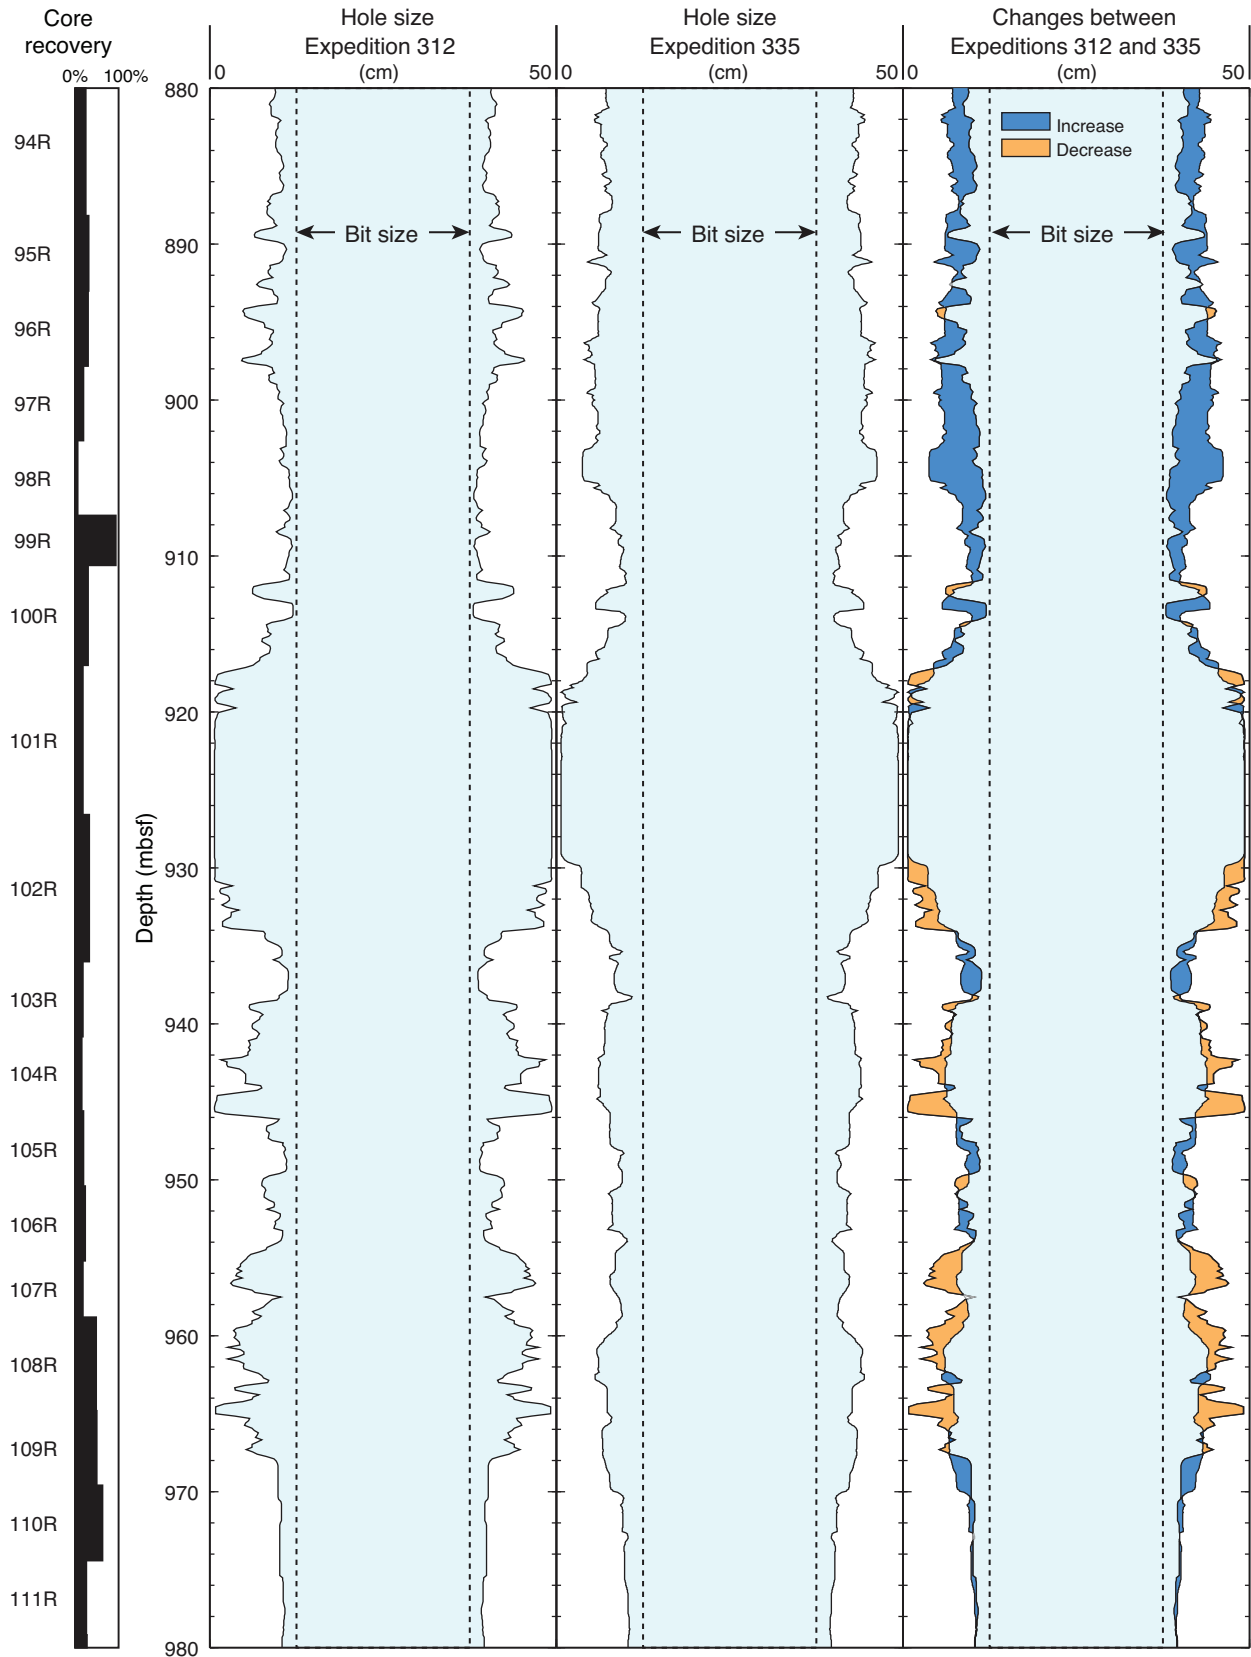 Core
recovery
0% 100%
Hole size
Expedition 312
(cm)
0 50
Hole size
Expedition 335
(cm)
0 50
Changes between
Expeditions 312 and 335
(cm)
0 50
Increase
Decrease
Bit size
Bit size
Bit size
94R
95R
96R
97R
98R
99R
100R
101R
102R
103R
104R
105R
106R
107R
108R
109R
110R
111R
Depth (mbsf)
880
890
900
910
920
930
940
950
960
970
980